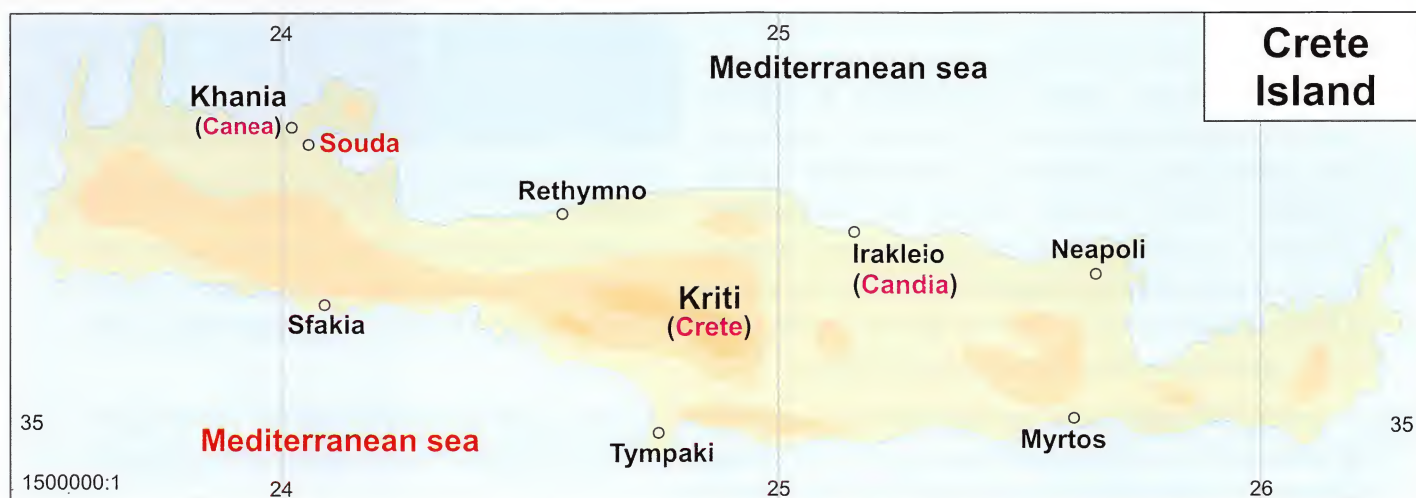 24
25
Crete
Island
Mediterranean sea
Khania
(Canea)
Souda
Rethymno
Irakleio
(Candia)
Neapoli
Kriti
(Crete)
Sfakia
35
35
Mediterranean sea
Tympaki
Myrtos
1500000:1
24
25
26